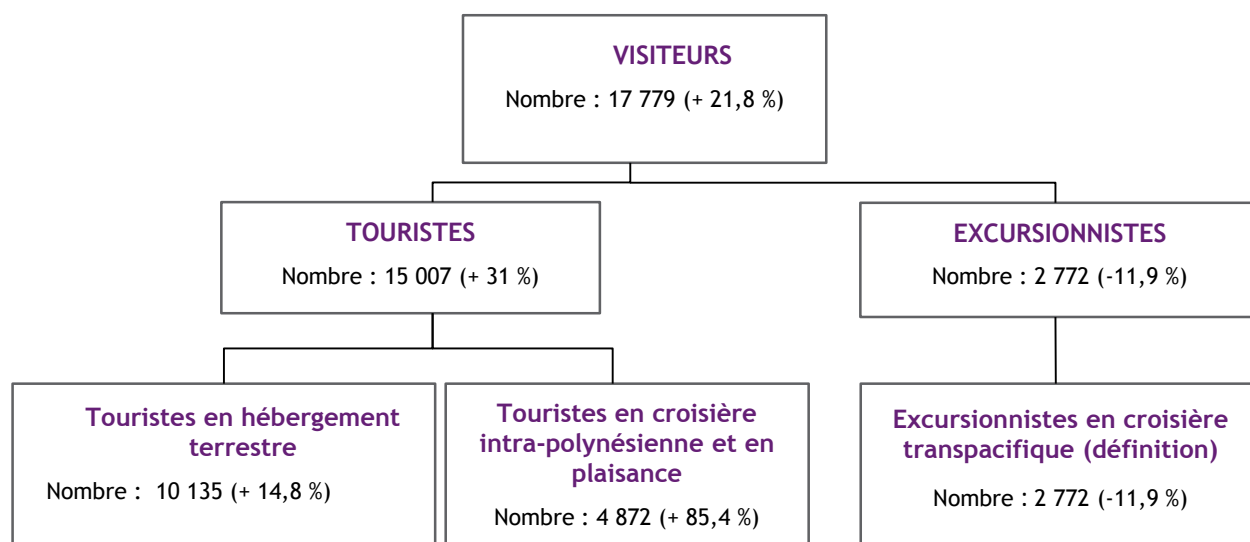 VISITEURS
Nombre : 17 779 (+ 21,8 %)
TOURISTES
Nombre : 15 007 (+ 31 %)
EXCURSIONNISTES
Nombre : 2 772 (-11,9 %)
Touristes en hébergement
terrestre
Nombre : 10 135 (+ 14,8 %)
Touristes en croisière
intra-polynésienne et en
plaisance
Nombre : 4 872 (+ 85,4 %)
Excursionnistes en croisière
transpacifique (définition)
Nombre : 2 772 (-11,9 %)